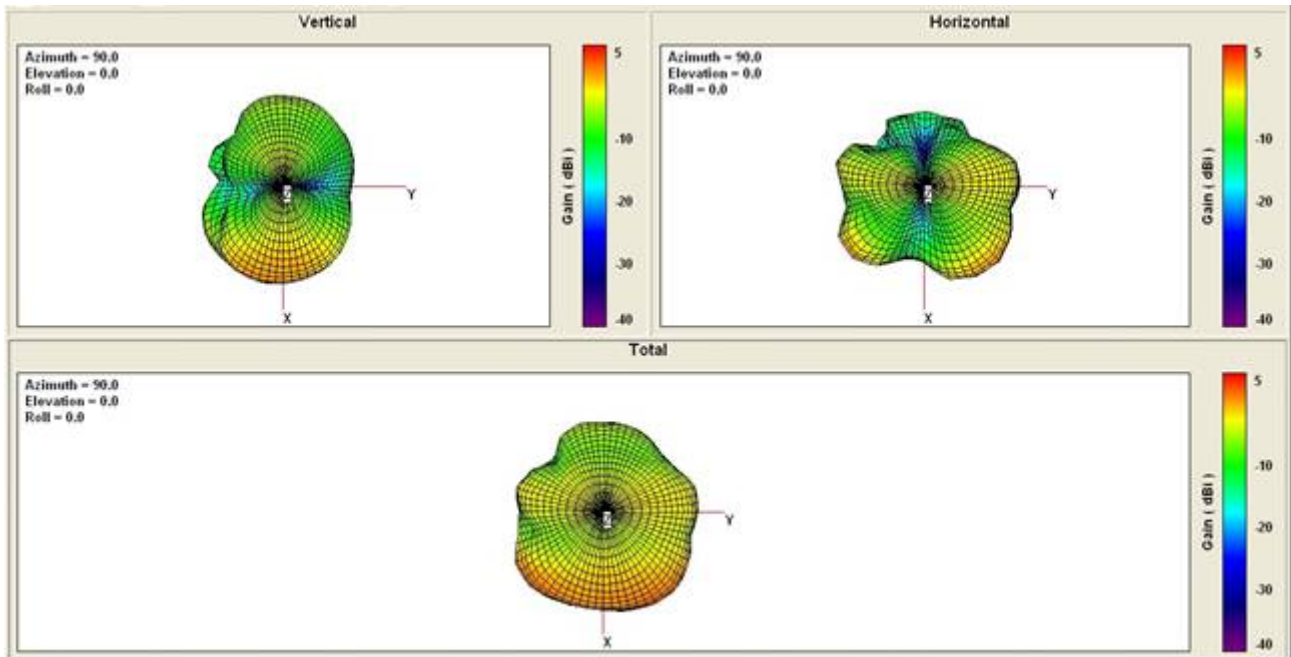 Vertical
Azimuth = 90.0
Elevation = 0.0
Roll = 0.0
Y
X
5
-10
-20
-30
-40
Gain ( dBi )
Horizontal
Azimuth = 90.0
Elevation = 0.0
Roll = 0.0
Y
X
5
-10
-20
-30
-40
Gain ( dBi )
Total
Azimuth = 90.0
Elevation = 0.0
Roll = 0.0
Y
X
5
-10
-20
-30
-40
Gain ( dBi )